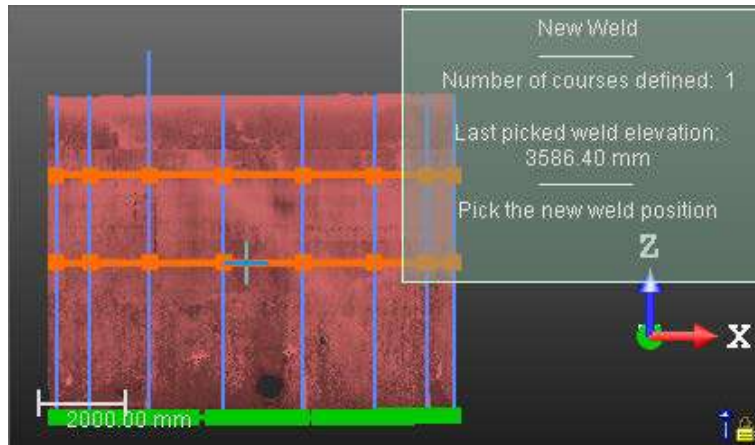 New Weld
Number of courses defined: 1
Last picked weld elevation:
3586.40 mm
Pick the new weld position
Z
X
2000.00 mm